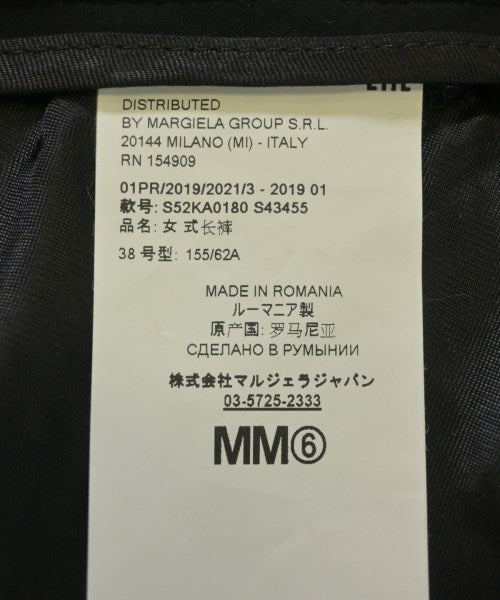 DISTRIBUTED
BY MARGIELA GROUP S.R.L.
20144 MILANO (MI) - ITALY
RN 154909
01PR/2019/2021/3 - 2019 01
款号: S52KA0180 S43455
品名: 女 式长裤
38 号型: 155/62A
MADE IN ROMANIA
ルーマニア製
原产国: 罗马尼亚
СДЕЛАНО В РУМЫНИИ
株式会社マルジェラジャパン
03-5725-2333
MM⑥